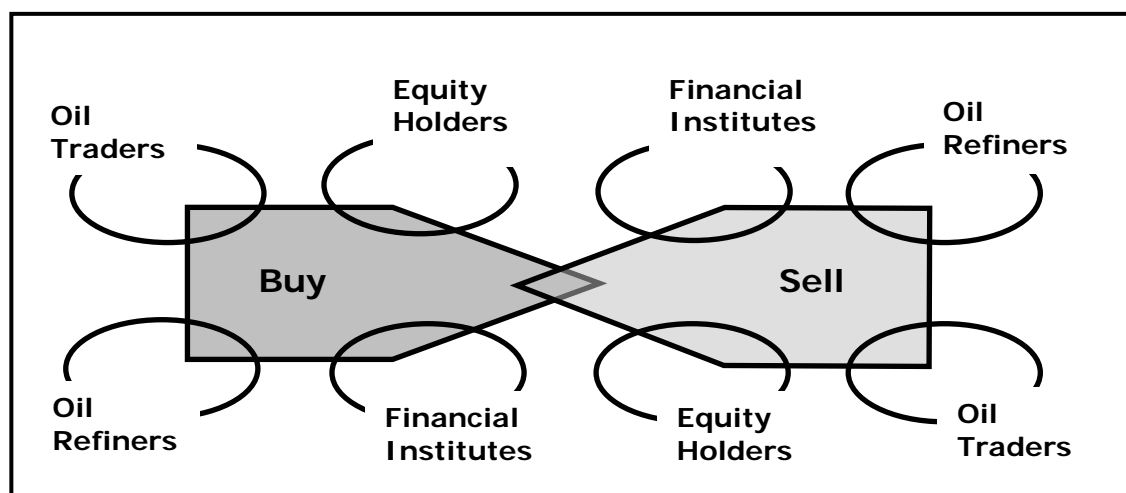 Oil
Traders
Equity
Holders
Financial
Institutes
Oil
Refiners
Buy
Sell
Oil
Refiners
Financial
Institutes
Equity
Holders
Oil
Traders